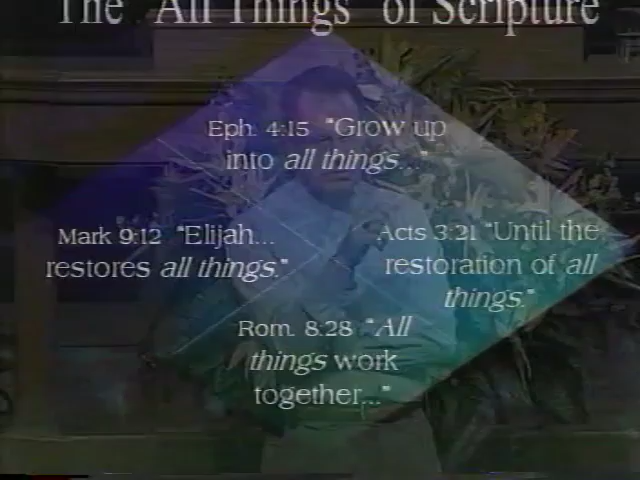 The "All Things" of Scripture
Eph. 4:15 "Grow up
into all things..."
Mark 9:12 "Elijah...
restores all things."
Acts 3:21 "Until the
restoration of all
things."
Rom. 8:28 "All
things work
together..."